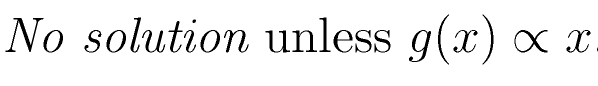 No solution unless g(x) ∝ x.